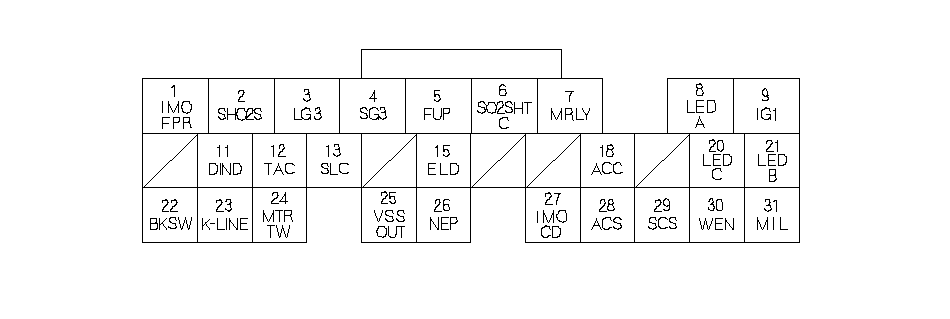 1 IMO FPR
2 SHO2S
3 LG3
4 SG3
5 FUP
6 SO2SHT C
7 MRLY
8 LED A
9 IG1
11 DIND
12 TAC
13 SLC
15 ELD
18 ACC
20 LED C
21 LED B
22 BKSW
23 K-LINE
24 MTR TW
25 VSS OUT
26 NEP
27 IMO CD
28 ACS
29 SCS
30 WEN
31 MIL